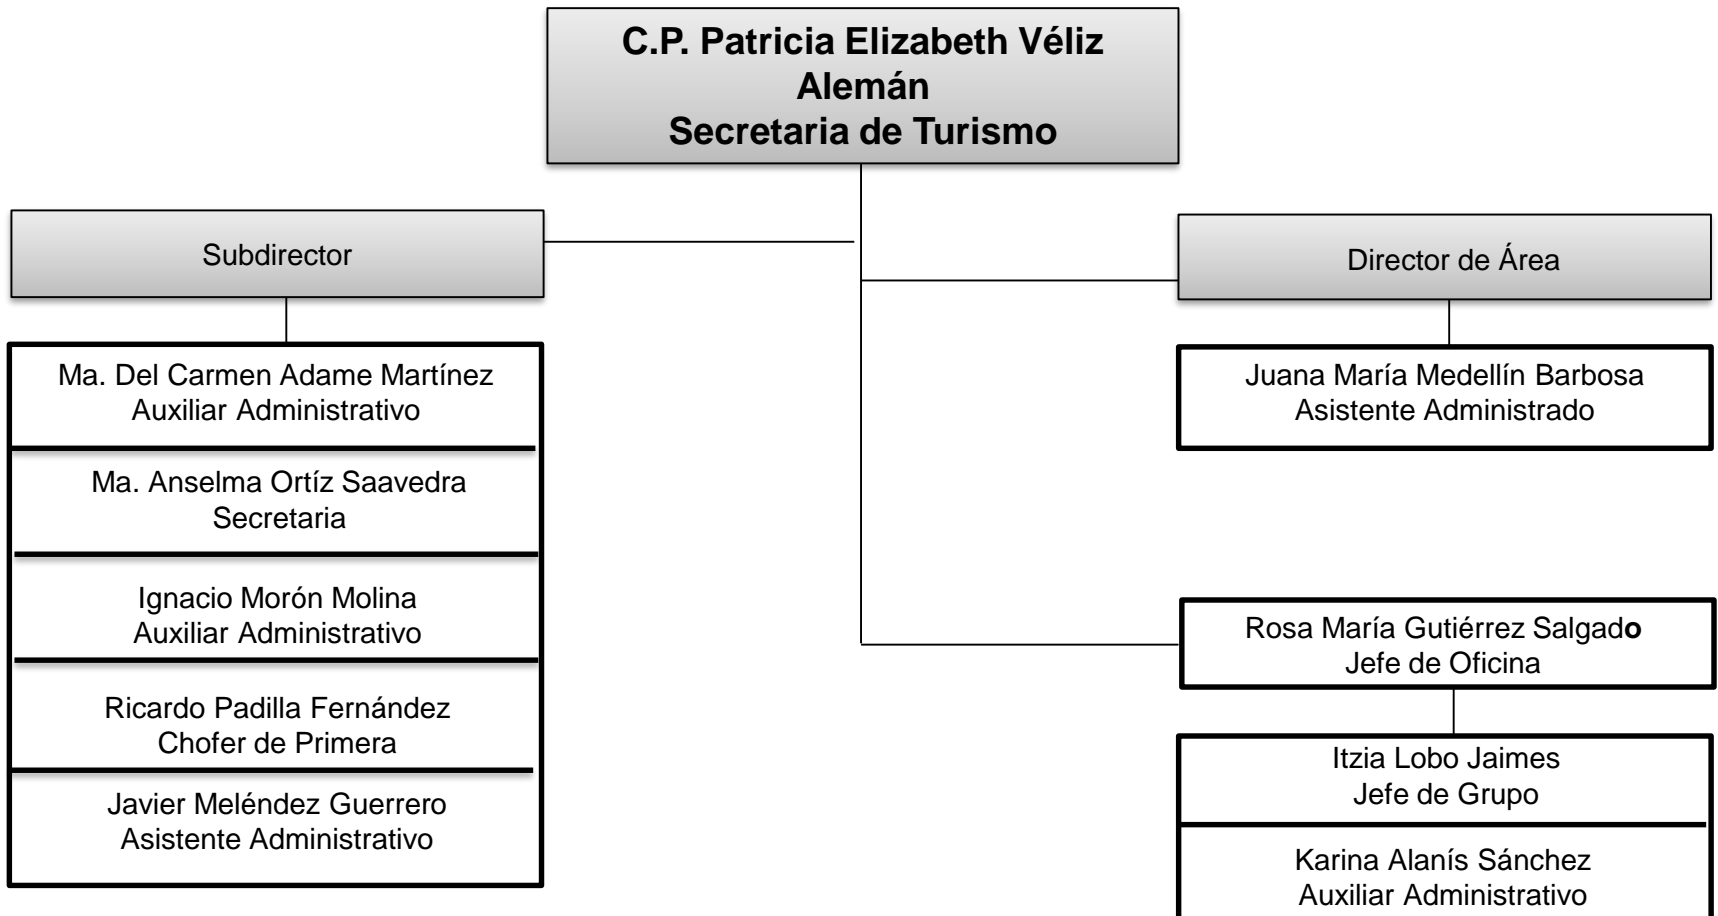 C.P. Patricia Elizabeth Véliz
Alemán
Secretaria de Turismo
Subdirector
Director de Área
Ma. Del Carmen Adame Martínez
Auxiliar Administrativo
Ma. Anselma Ortíz Saavedra
Secretaria
Ignacio Morón Molina
Auxiliar Administrativo
Ricardo Padilla Fernández
Chofer de Primera
Javier Meléndez Guerrero
Asistente Administrativo
Juana María Medellín Barbosa
Asistente Administrado
Rosa María Gutiérrez Salgado
Jefe de Oficina
Itzia Lobo Jaimes
Jefe de Grupo
Karina Alanís Sánchez
Auxiliar Administrativo